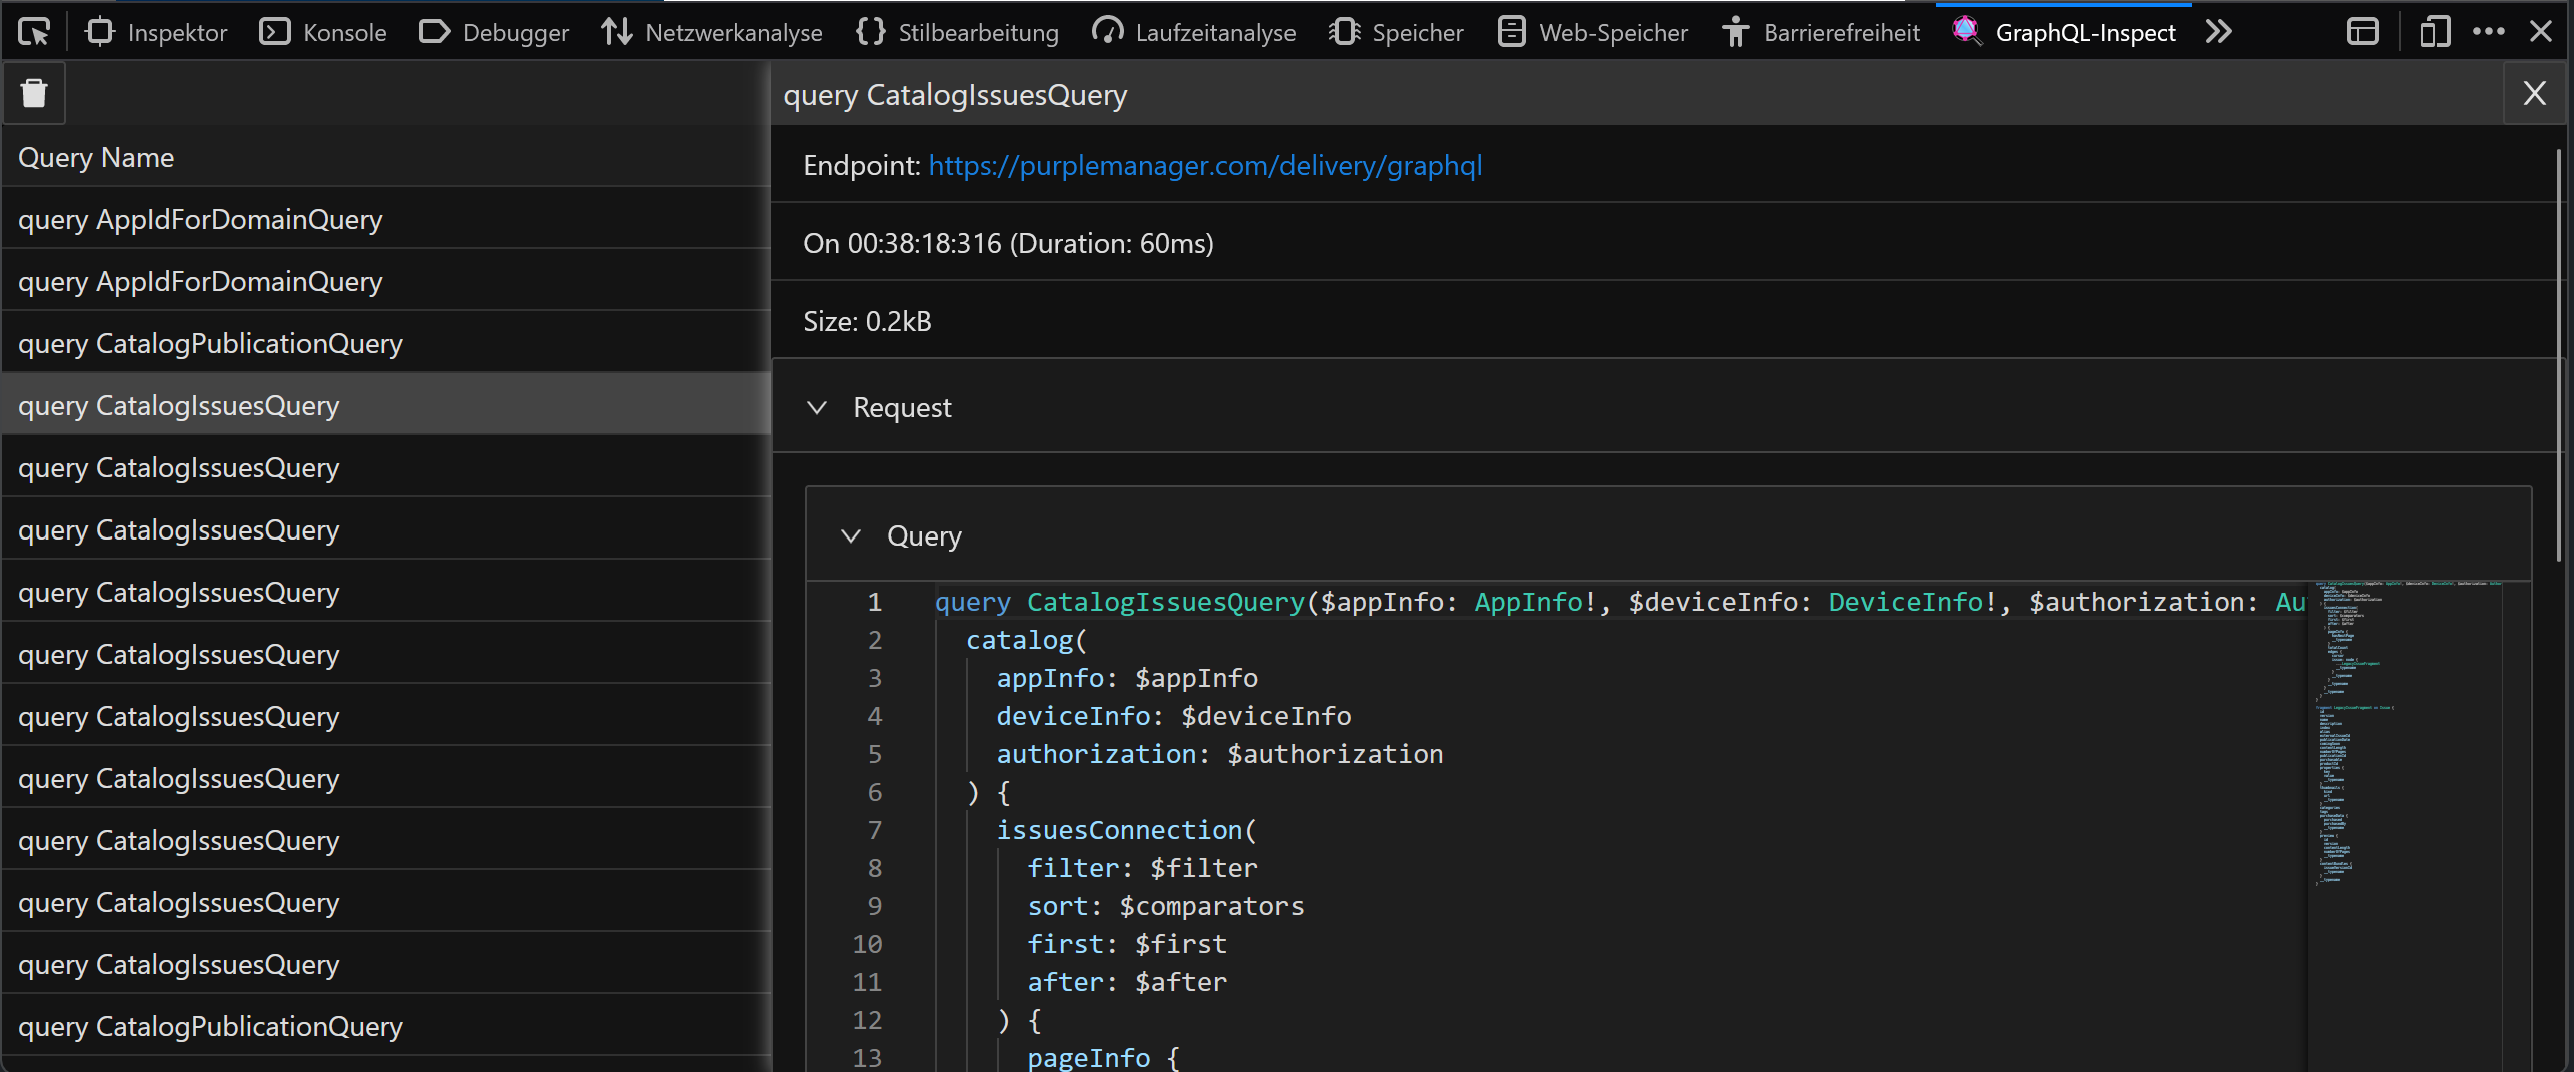 Inspektor Konsole Debugger Netzwerkanalyse {} Stilbearbeitung Laufzeitanalyse Speicher Web-Speicher Barrierefreiheit GraphQL-Inspect
query CatalogIssuesQuery
Query Name
query AppIdForDomainQuery
query AppIdForDomainQuery
query CatalogPublicationQuery
query CatalogIssuesQuery
query CatalogIssuesQuery
query CatalogIssuesQuery
query CatalogIssuesQuery
query CatalogIssuesQuery
query CatalogIssuesQuery
query CatalogIssuesQuery
query CatalogIssuesQuery
query CatalogIssuesQuery
query CatalogIssuesQuery
query CatalogPublicationQuery
Endpoint: https://purplemanager.com/delivery/graphql
On 00:38:18:316 (Duration: 60ms)
Size: 0.2kB
Request
Query
1 query CatalogIssuesQuery($appInfo: AppInfo!, $deviceInfo: DeviceInfo!, $authorization: Au
2 catalog(
3 appInfo: $appInfo
4 deviceInfo: $deviceInfo
5 authorization: $authorization
6 ) {
7 issuesConnection(
8 filter: $filter
9 sort: $comparators
10 first: $first
11 after: $after
12 ) {
13 pageInfo {